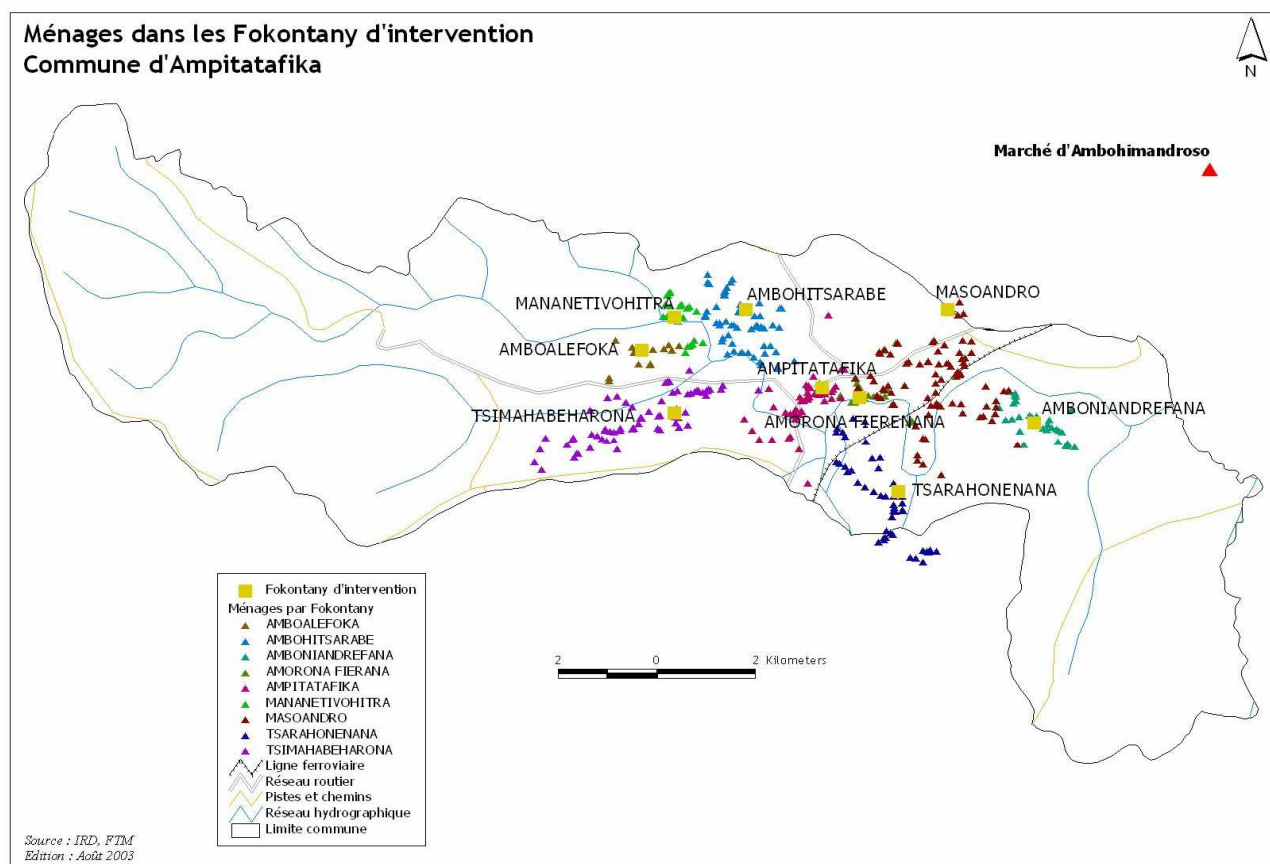 Ménages dans les Fokontany d'intervention
Commune d'Ampitatafika
N
Marché d'Ambohimandroso
MANANETIVOHITRA
AMBOHITSARABE
MASOANDRO
AMBOALEFOKA
AMPITATAFIKA
TSIMAHABEHARONA
AMORONA FIERENANA
AMBONIANDREFANA
TSARAHONENANA
Fokontany d'intervention
Ménages par Fokontany
AMBOALEFOKA
AMBOHITSARABE
AMBONIANDREFANA
AMORONA FIERANA
AMPITATAFIKA
MANANETIVOHITRA
MASOANDRO
TSARAHONENANA
TSIMAHABEHARONA
Ligne ferroviaire
Réseau routier
Pistes et chemins
Réseau hydrographique
Limite commune
2 0 2 Kilometers
Source : IRD, FTM
Edition : Août 2003